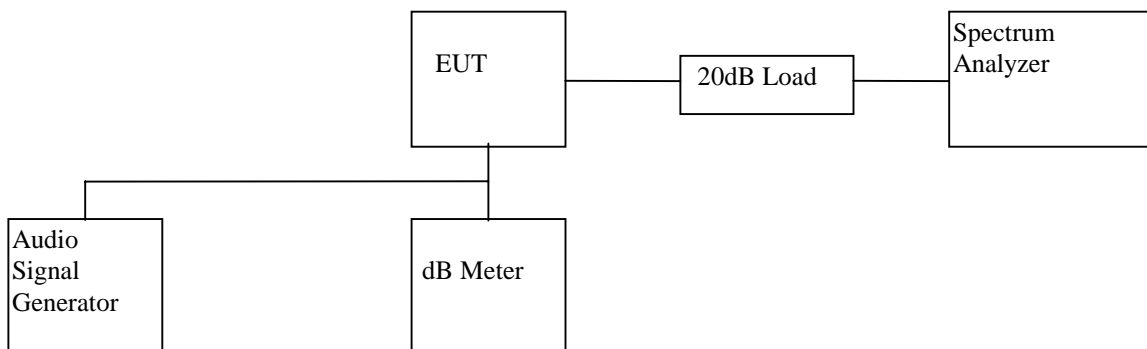 EUT
20dB Load
Spectrum
Analyzer
Audio
Signal
Generator
dB Meter